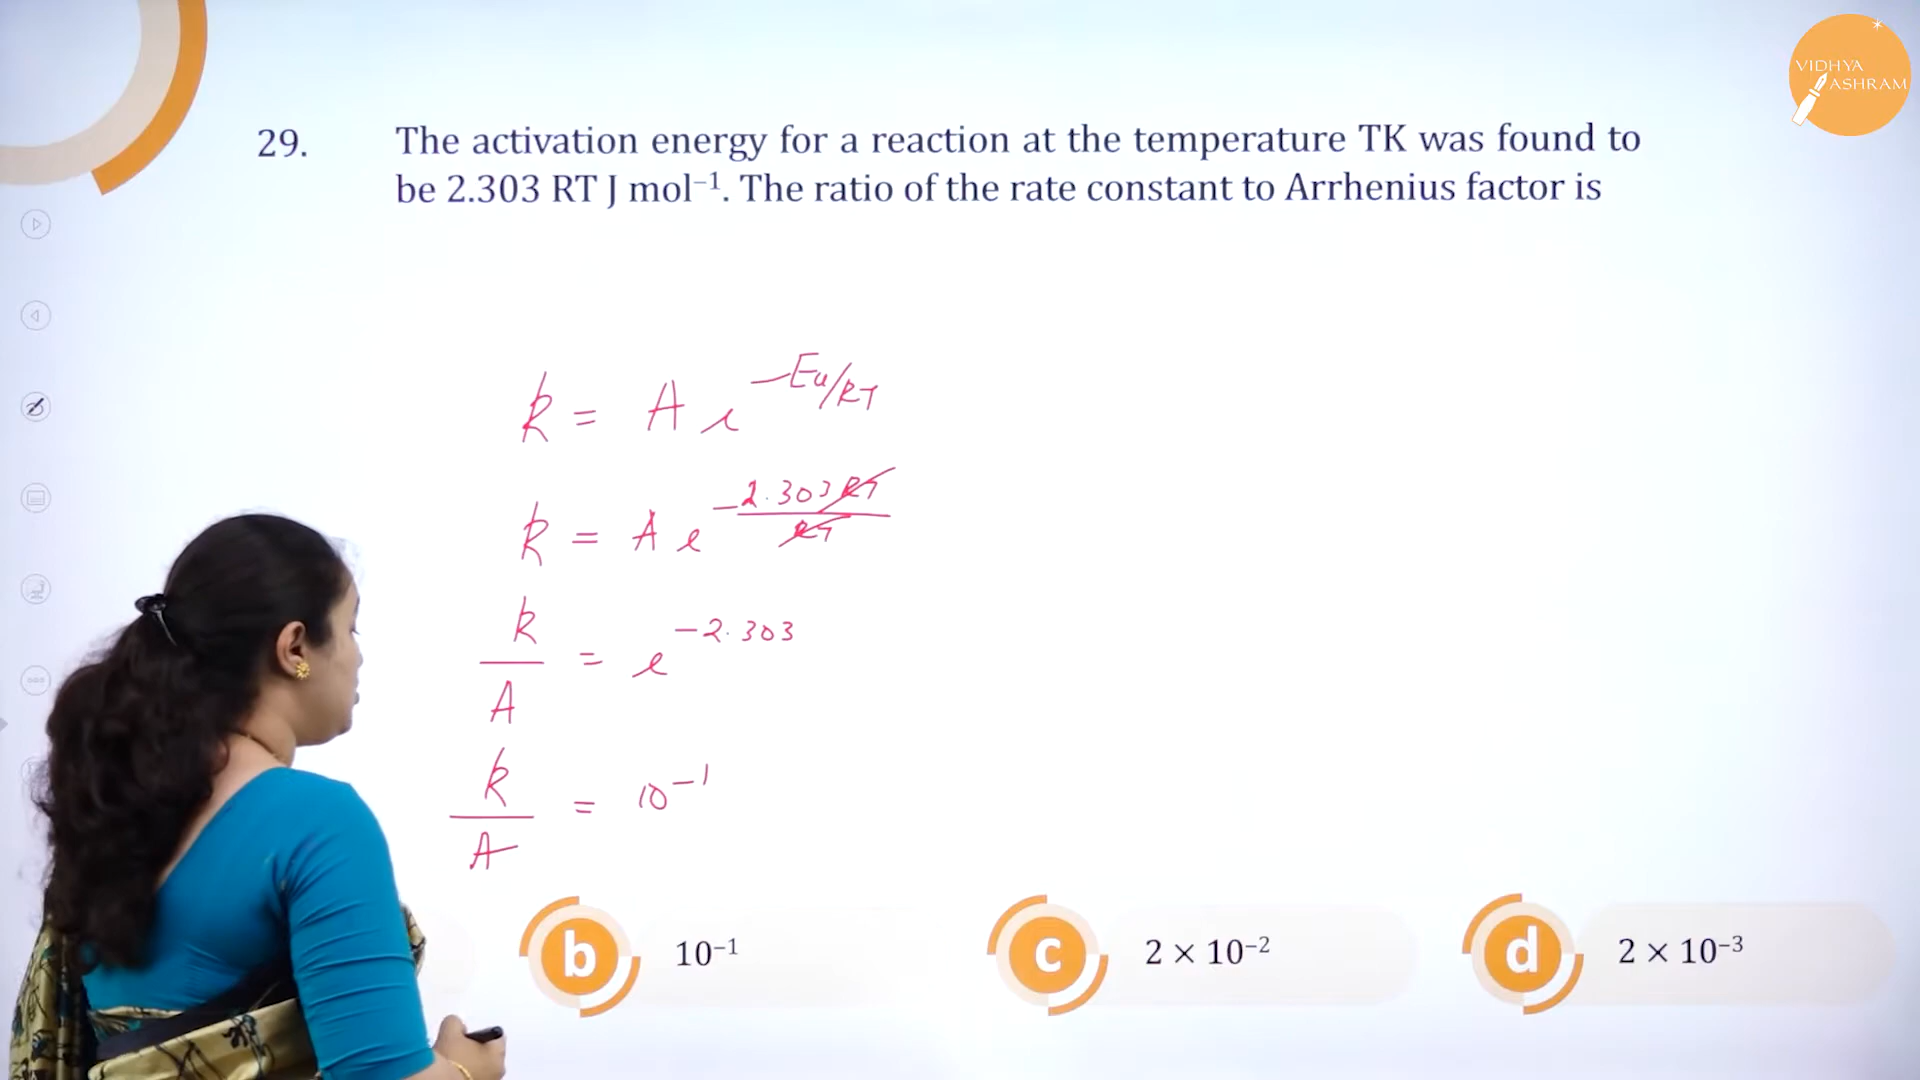 VIDHYA
ASHRAM
29. The activation energy for a reaction at the temperature TK was found to
be 2.303 RT J mol⁻¹. The ratio of the rate constant to Arrhenius factor is
k = A e^(-Ea/RT)
k = A e^(-2.303RT/RT)
k/A = e^(-2.303)
k/A = 10⁻¹
b 10⁻¹
c 2 × 10⁻²
d 2 × 10⁻³